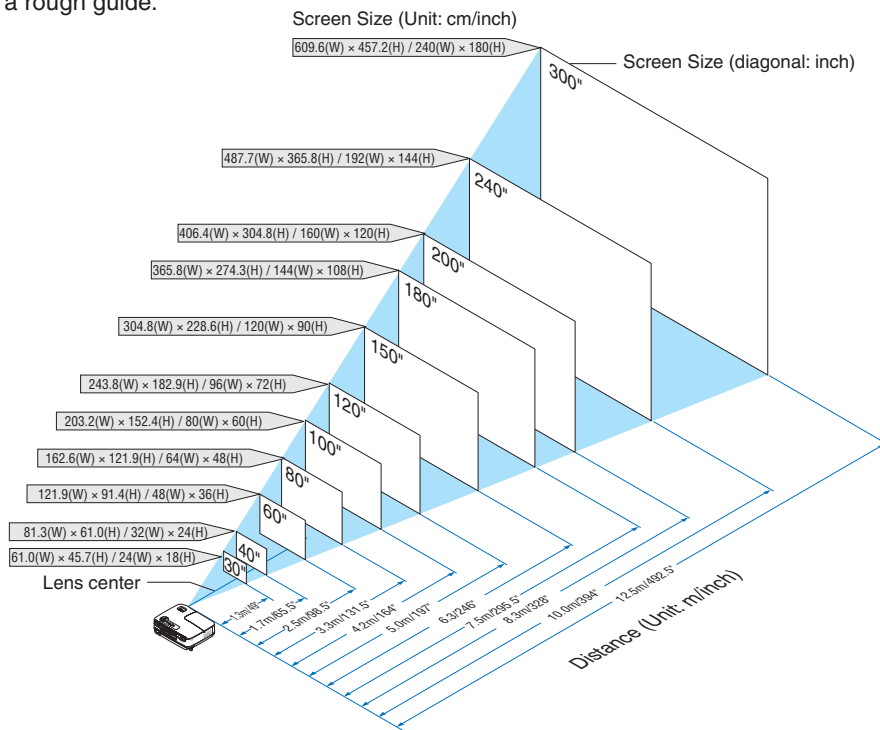 a rough guide.
Screen Size (Unit: cm/inch)
609.6(W) × 457.2(H) / 240(W) × 180(H)
Screen Size (diagonal: inch)
300"
487.7(W) × 365.8(H) / 192(W) × 144(H)
240"
406.4(W) × 304.8(H) / 160(W) × 120(H)
200"
365.8(W) × 274.3(H) / 144(W) × 108(H)
180"
304.8(W) × 228.6(H) / 120(W) × 90(H)
150"
243.8(W) × 182.9(H) / 96(W) × 72(H)
120"
203.2(W) × 152.4(H) / 80(W) × 60(H)
100"
162.6(W) × 121.9(H) / 64(W) × 48(H)
80"
121.9(W) × 91.4(H) / 48(W) × 36(H)
60"
81.3(W) × 61.0(H) / 32(W) × 24(H)
40"
61.0(W) × 45.7(H) / 24(W) × 18(H)
30"
Lens center
1.3m/49"
1.7m/65.5"
2.5m/98.5"
3.3m/131.5"
4.2m/164"
5.0m/197"
6.3/246"
7.5m/295.5"
8.3m/328"
10.0m/394"
12.5m/492.5"
Distance (Unit: m/inch)